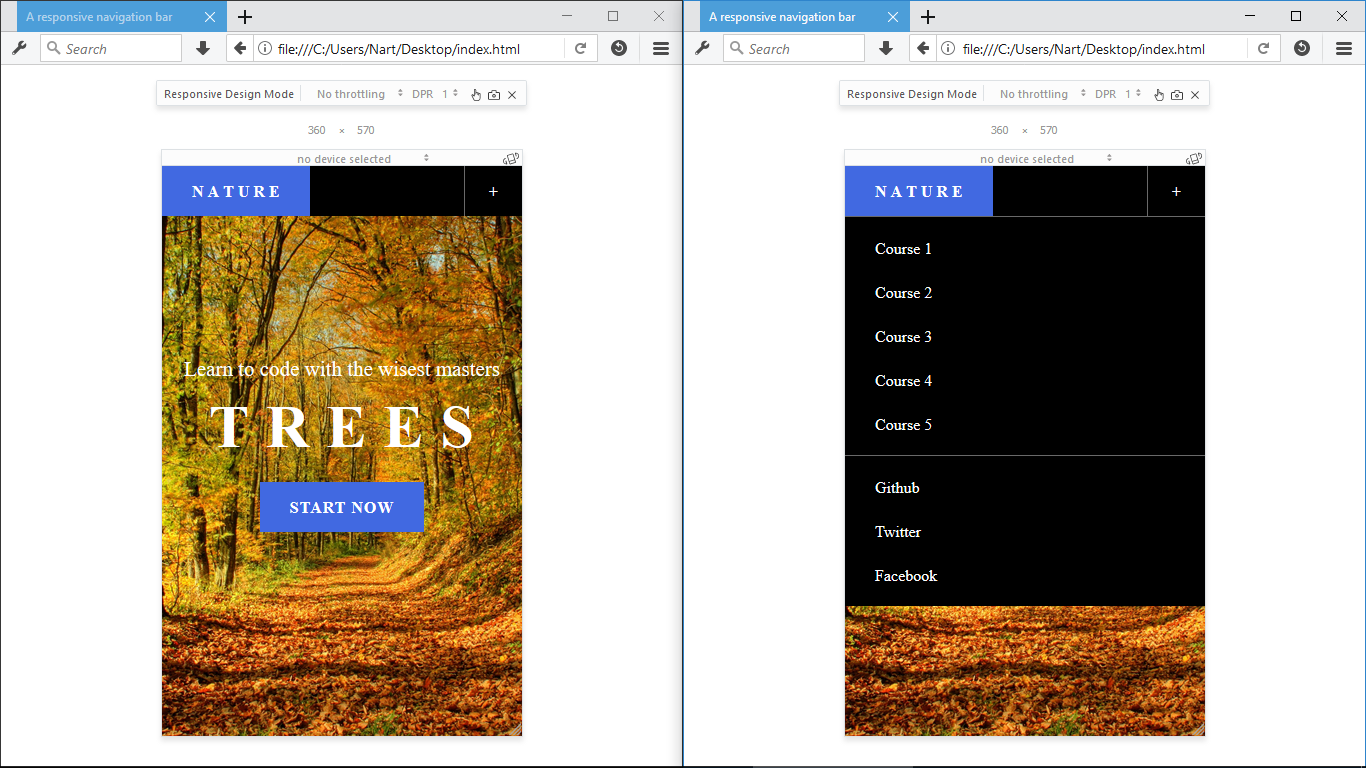 A responsive navigation bar
Search
file:///C:/Users/Nart/Desktop/index.html
Responsive Design Mode No throttling DPR 1
360 × 570
no device selected
NATURE +
Learn to code with the wisest masters
TREES
START NOW
A responsive navigation bar
Search
file:///C:/Users/Nart/Desktop/index.html
Responsive Design Mode No throttling DPR 1
360 × 570
no device selected
NATURE +
Course 1
Course 2
Course 3
Course 4
Course 5
Github
Twitter
Facebook